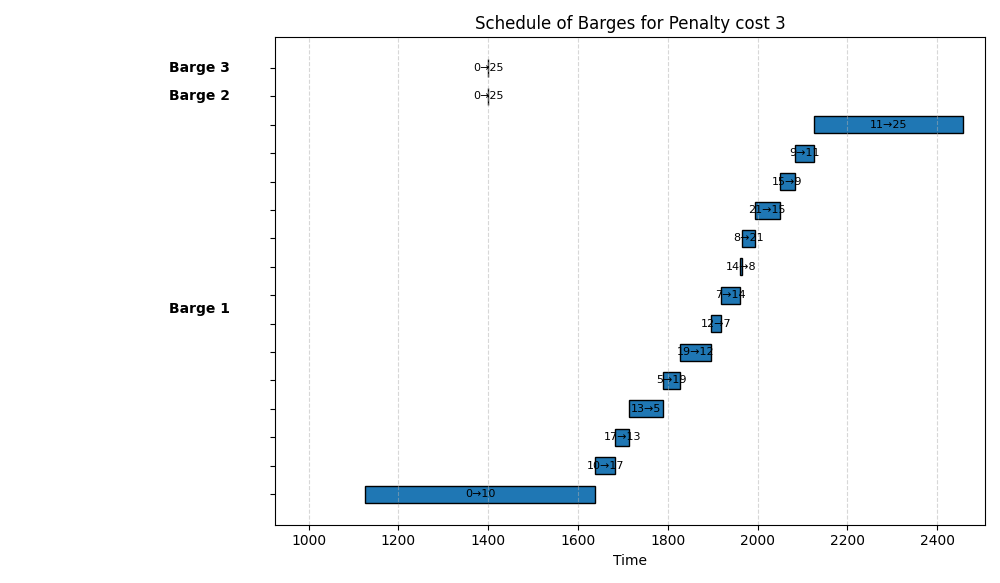 Schedule of Barges for Penalty cost 3
Barge 3
0→25
Barge 2
0→25
11→25
9→11
15→9
21→15
8→21
14→8
7→14
Barge 1
12→7
19→12
5→19
13→5
17→13
10→17
0→10
1000 1200 1400 1600 1800 2000 2200 2400
Time